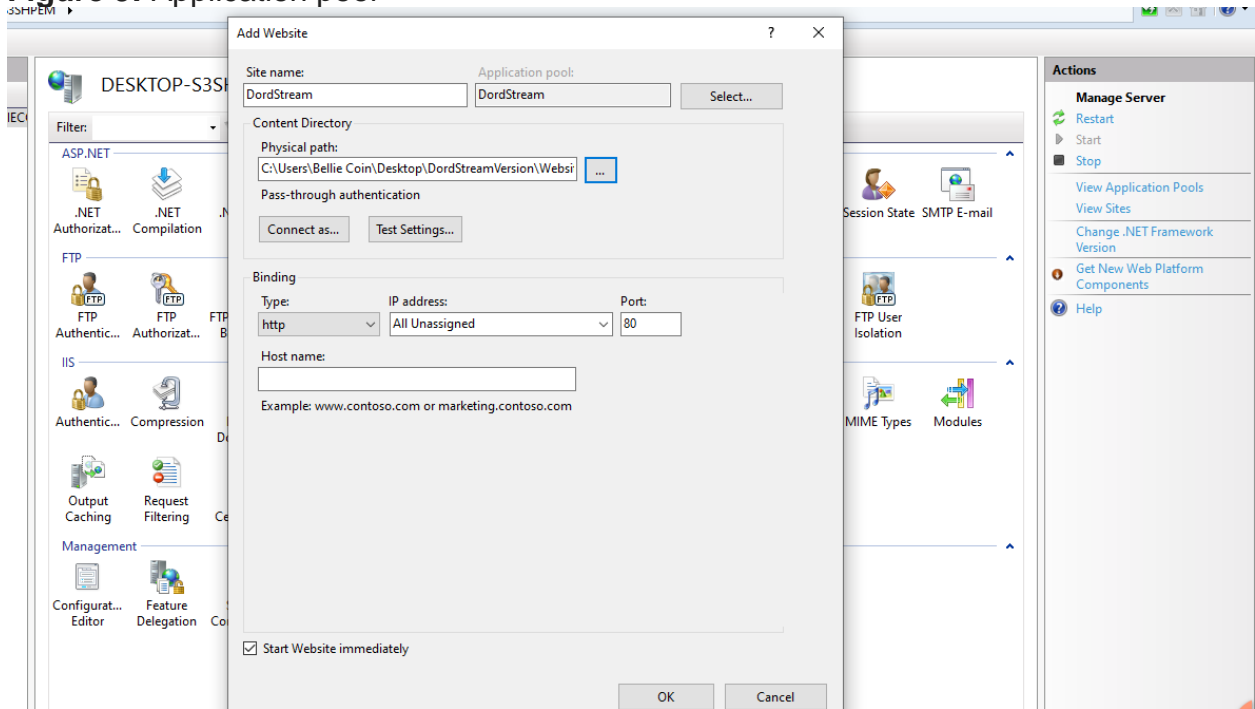 Add Website
? X
Actions
DESKTOP-S3SH
Site name:
Application pool:
DordStream
DordStream
Select...
Manage Server
Restart
Start
Stop
View Application Pools
View Sites
Change .NET Framework
Version
Get New Web Platform
Components
Help
Filter:
Content Directory
Physical path:
C:\Users\Bellie Coin\Desktop\DordStreamVersion\Websi
...
Pass-through authentication
Connect as...
Test Settings...
Binding
Type:
IP address:
Port:
http
All Unassigned
80
Host name:
Example: www.contoso.com or marketing.contoso.com
Start Website immediately
OK
Cancel
ASP.NET
.NET
Authorizat...
.NET
Compilation
Session State
SMTP E-mail
FTP
FTP
FTP
Authentic...
FTP
FTP
Authorizat...
FTP
FTP User
Isolation
IIS
Authentic...
Compression
MIME Types
Modules
Output
Caching
Request
Filtering
Management
Configurat...
Editor
Feature
Delegation